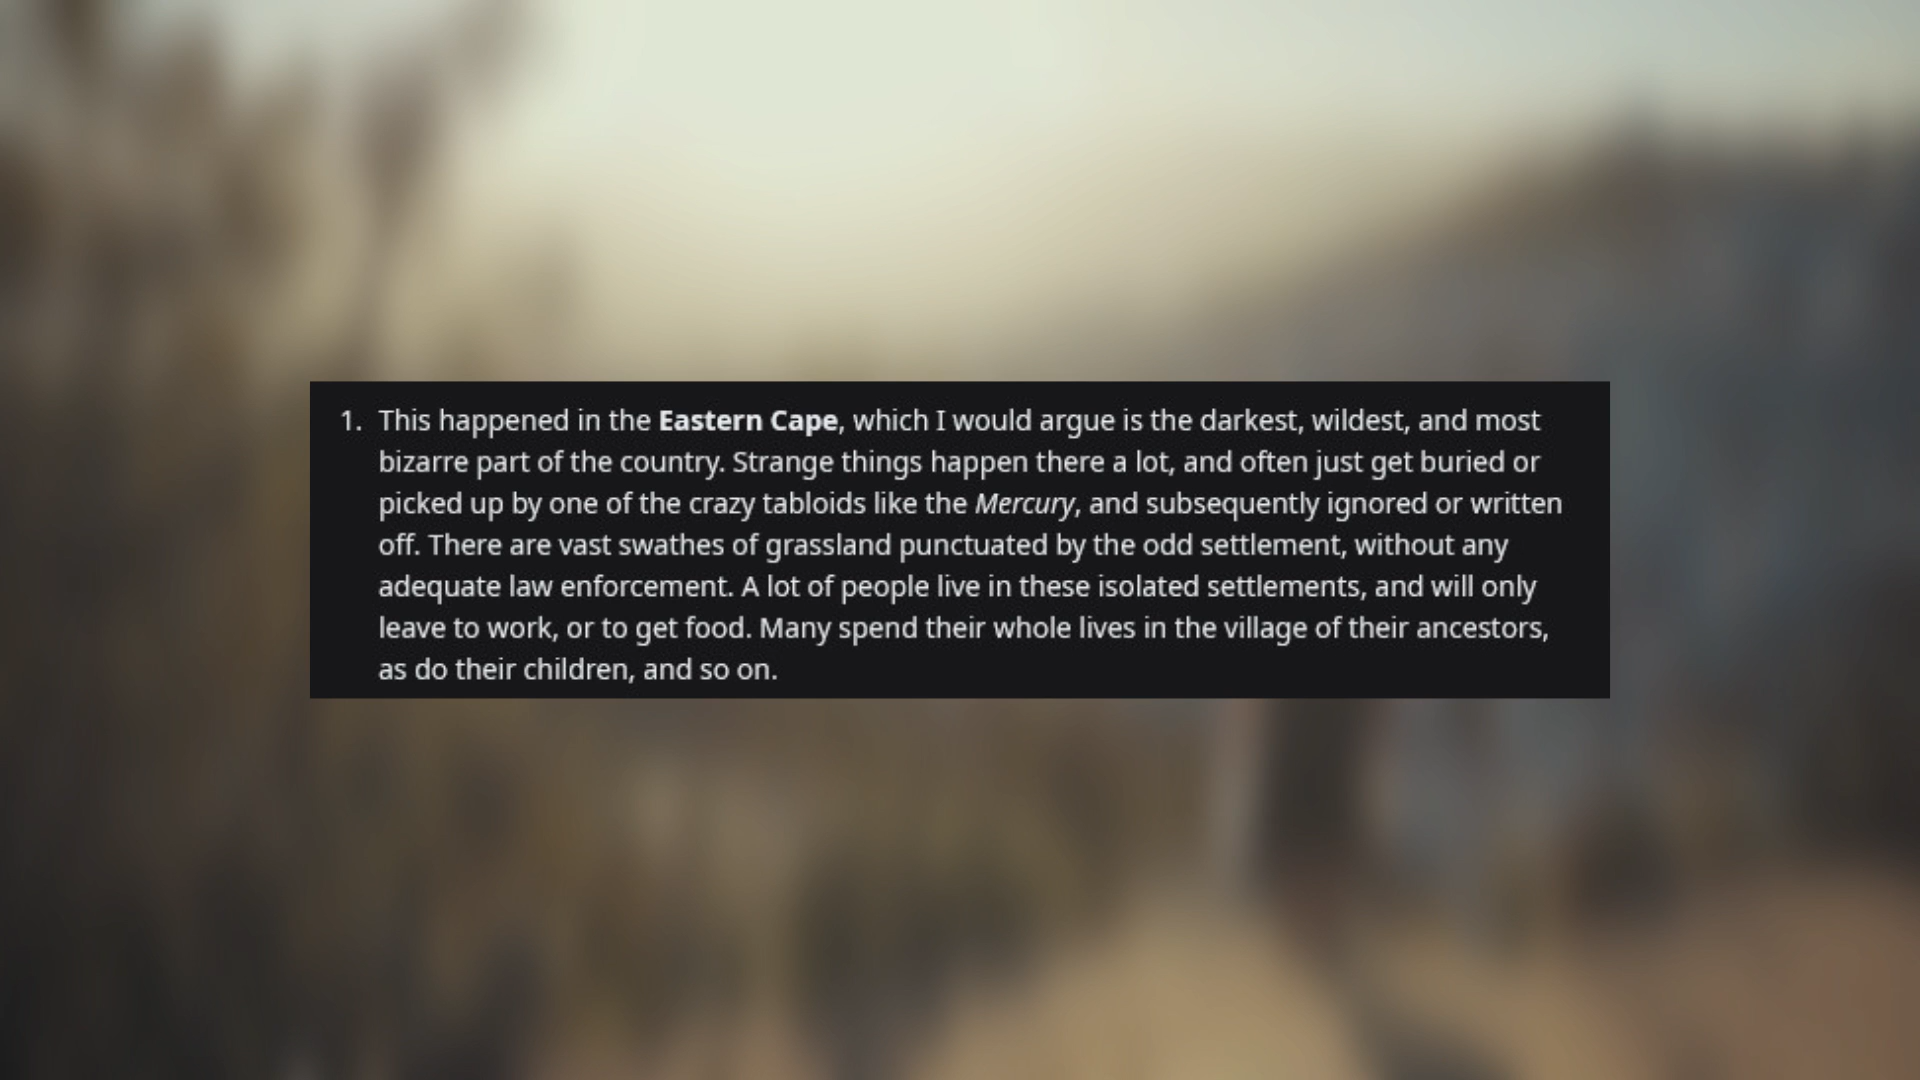 1. This happened in the Eastern Cape, which I would argue is the darkest, wildest, and most
bizarre part of the country. Strange things happen there a lot, and often just get buried or
picked up by one of the crazy tabloids like the Mercury, and subsequently ignored or written
off. There are vast swathes of grassland punctuated by the odd settlement, without any
adequate law enforcement. A lot of people live in these isolated settlements, and will only
leave to work, or to get food. Many spend their whole lives in the village of their ancestors,
as do their children, and so on.